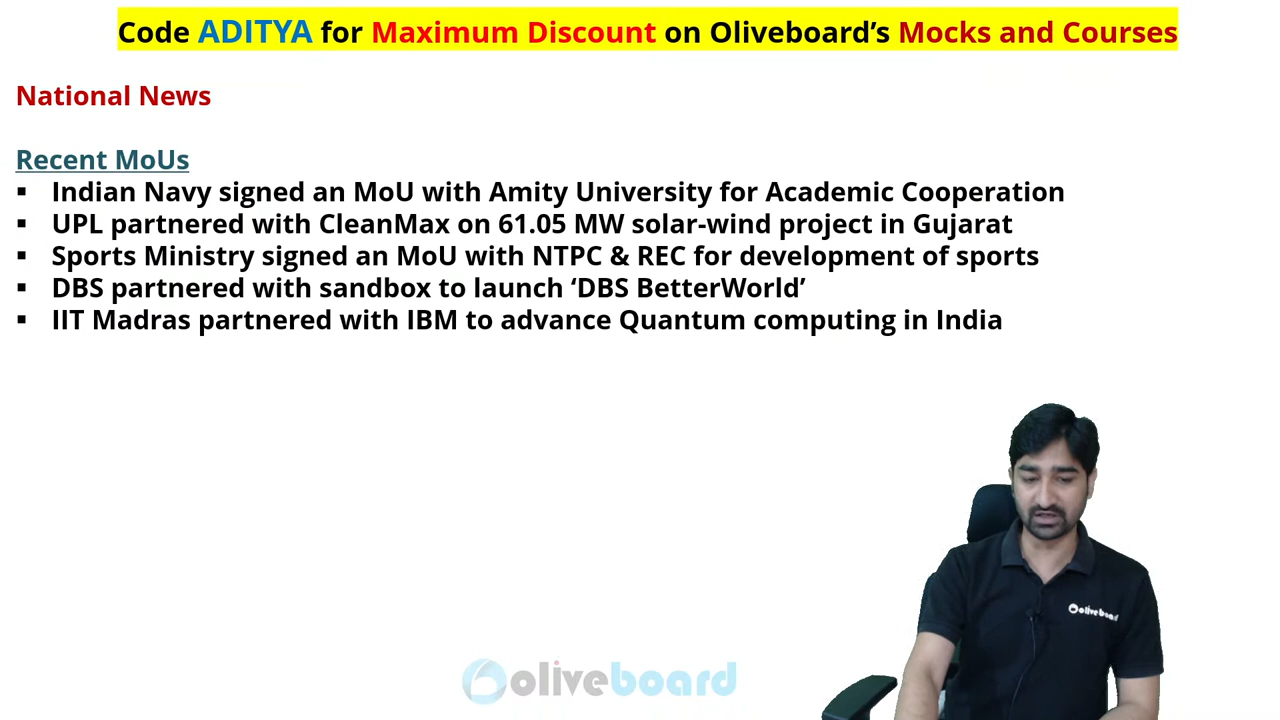 Code ADITYA for Maximum Discount on Oliveboard’s Mocks and Courses
National News
Recent MoUs
▪ Indian Navy signed an MoU with Amity University for Academic Cooperation
▪ UPL partnered with CleanMax on 61.05 MW solar-wind project in Gujarat
▪ Sports Ministry signed an MoU with NTPC & REC for development of sports
▪ DBS partnered with sandbox to launch ‘DBS BetterWorld’
▪ IIT Madras partnered with IBM to advance Quantum computing in India
oliveboard
oliveboard